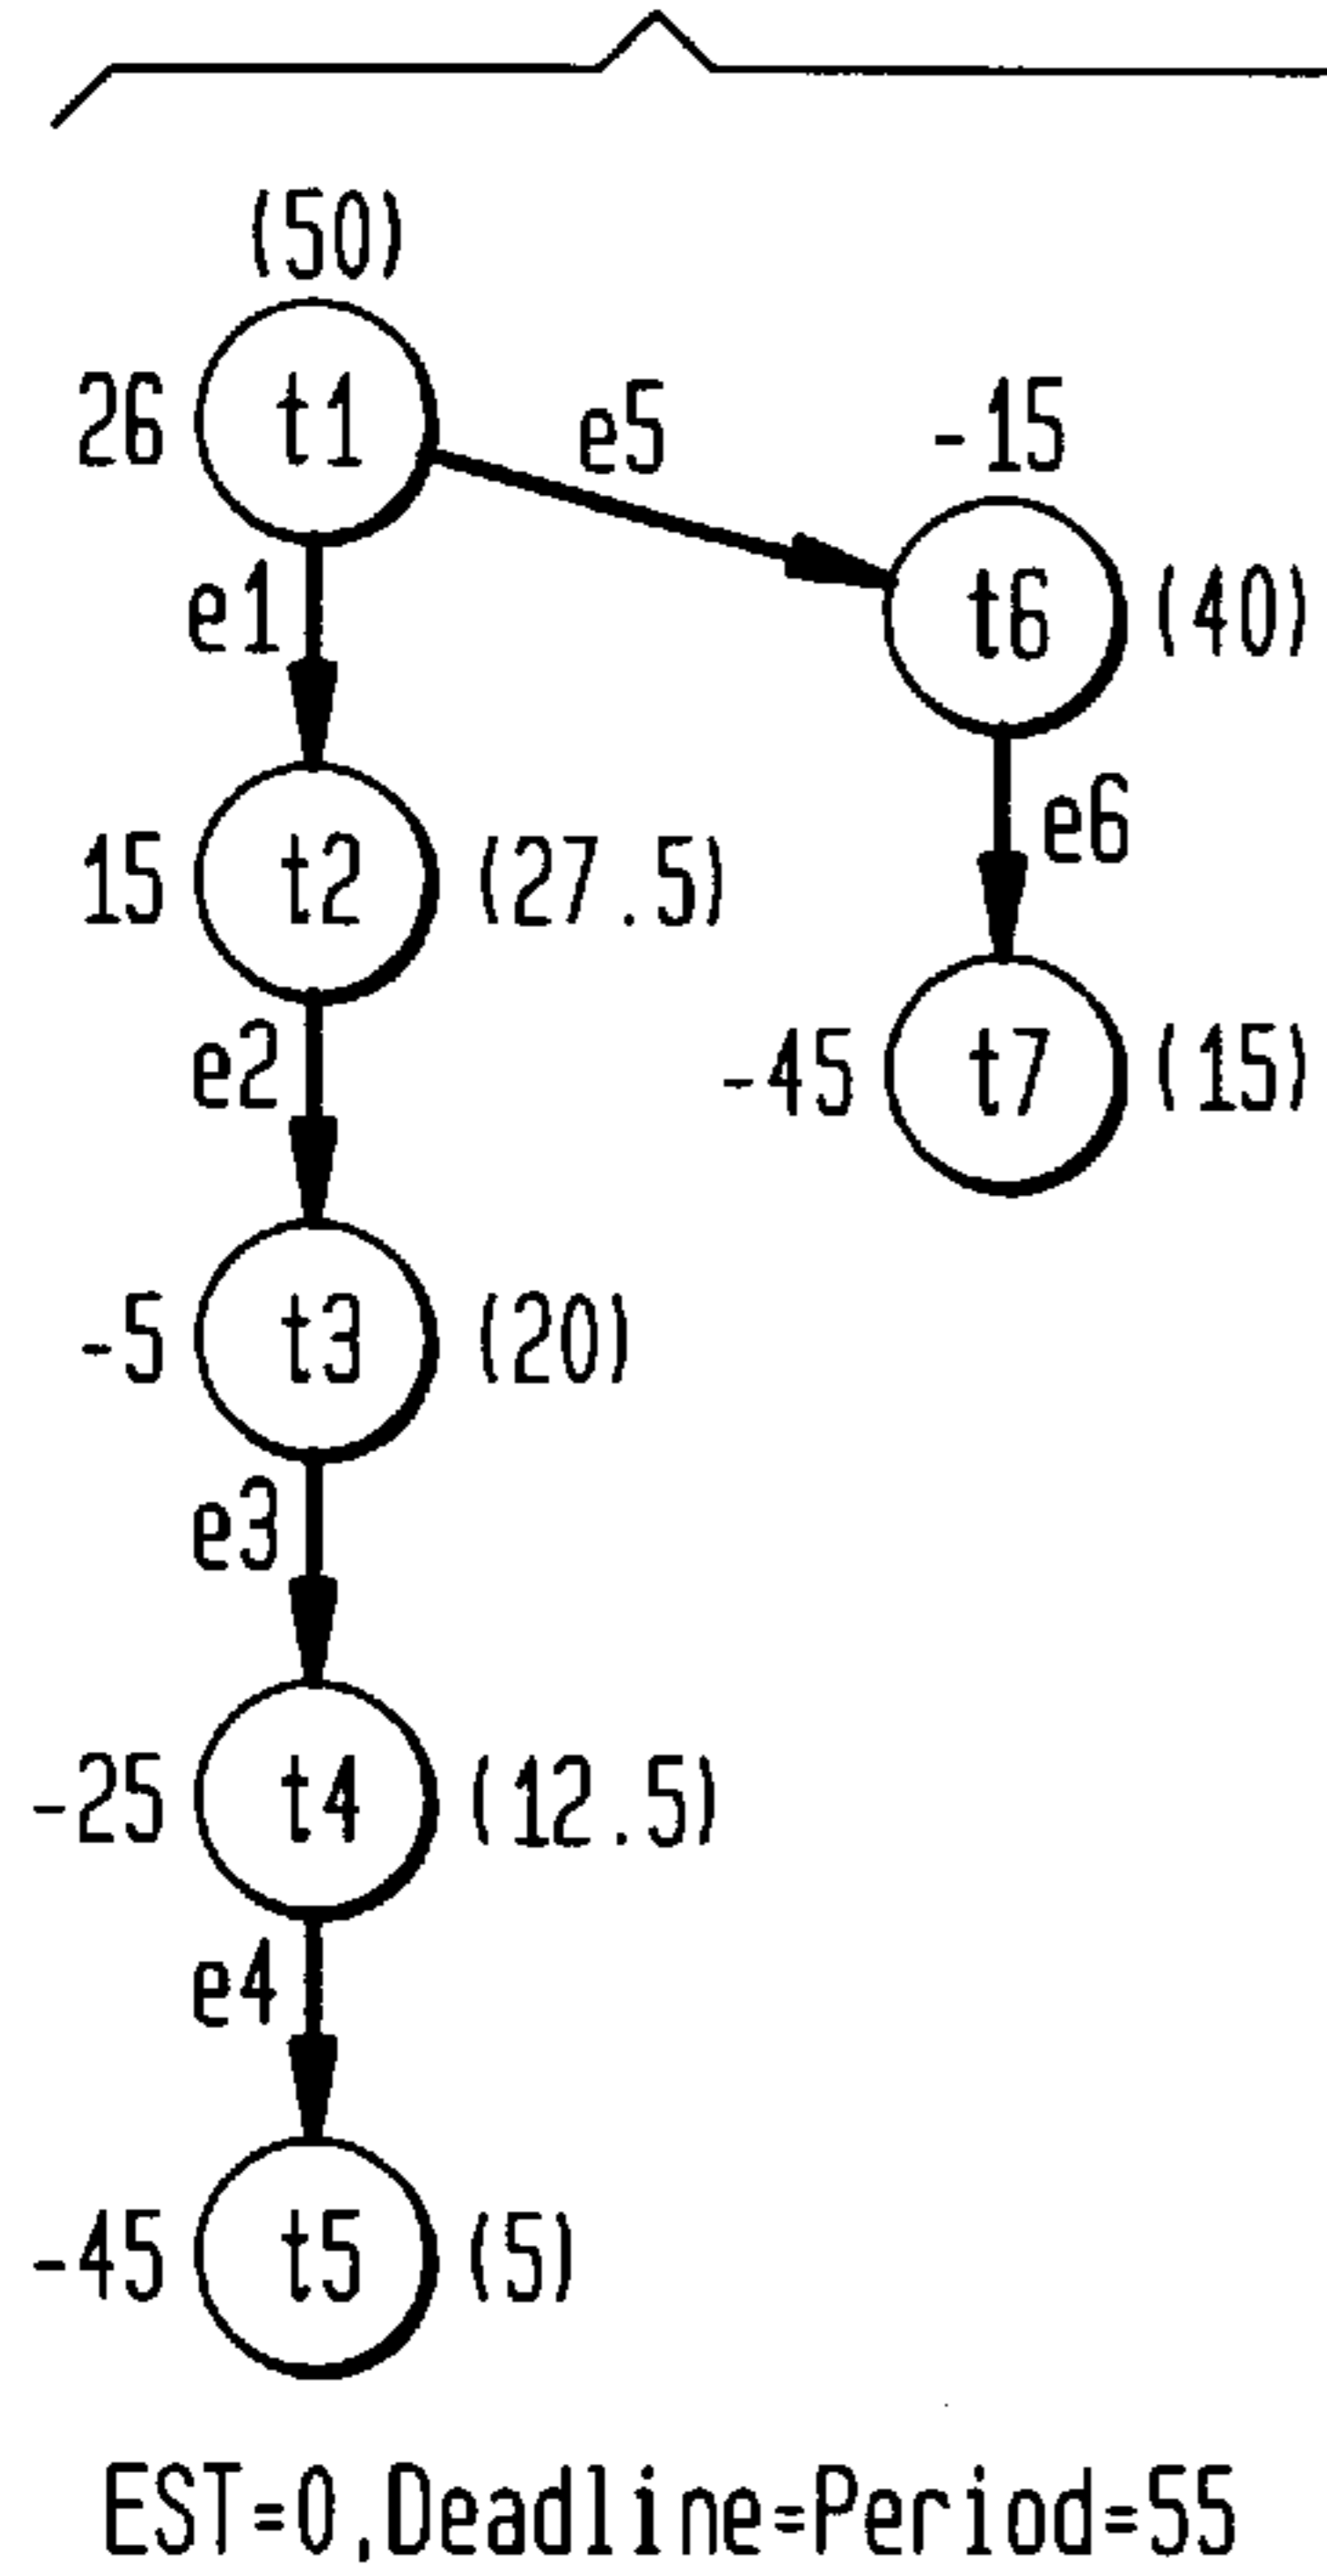 (50)
26 t1 e5 -15
e1 t6 (40)
15 t2 (27.5) e6
e2 -45 t7 (15)
-5 t3 (20)
e3
-25 t4 (12.5)
e4
-45 t5 (5)
EST=0,Deadline=Period=55